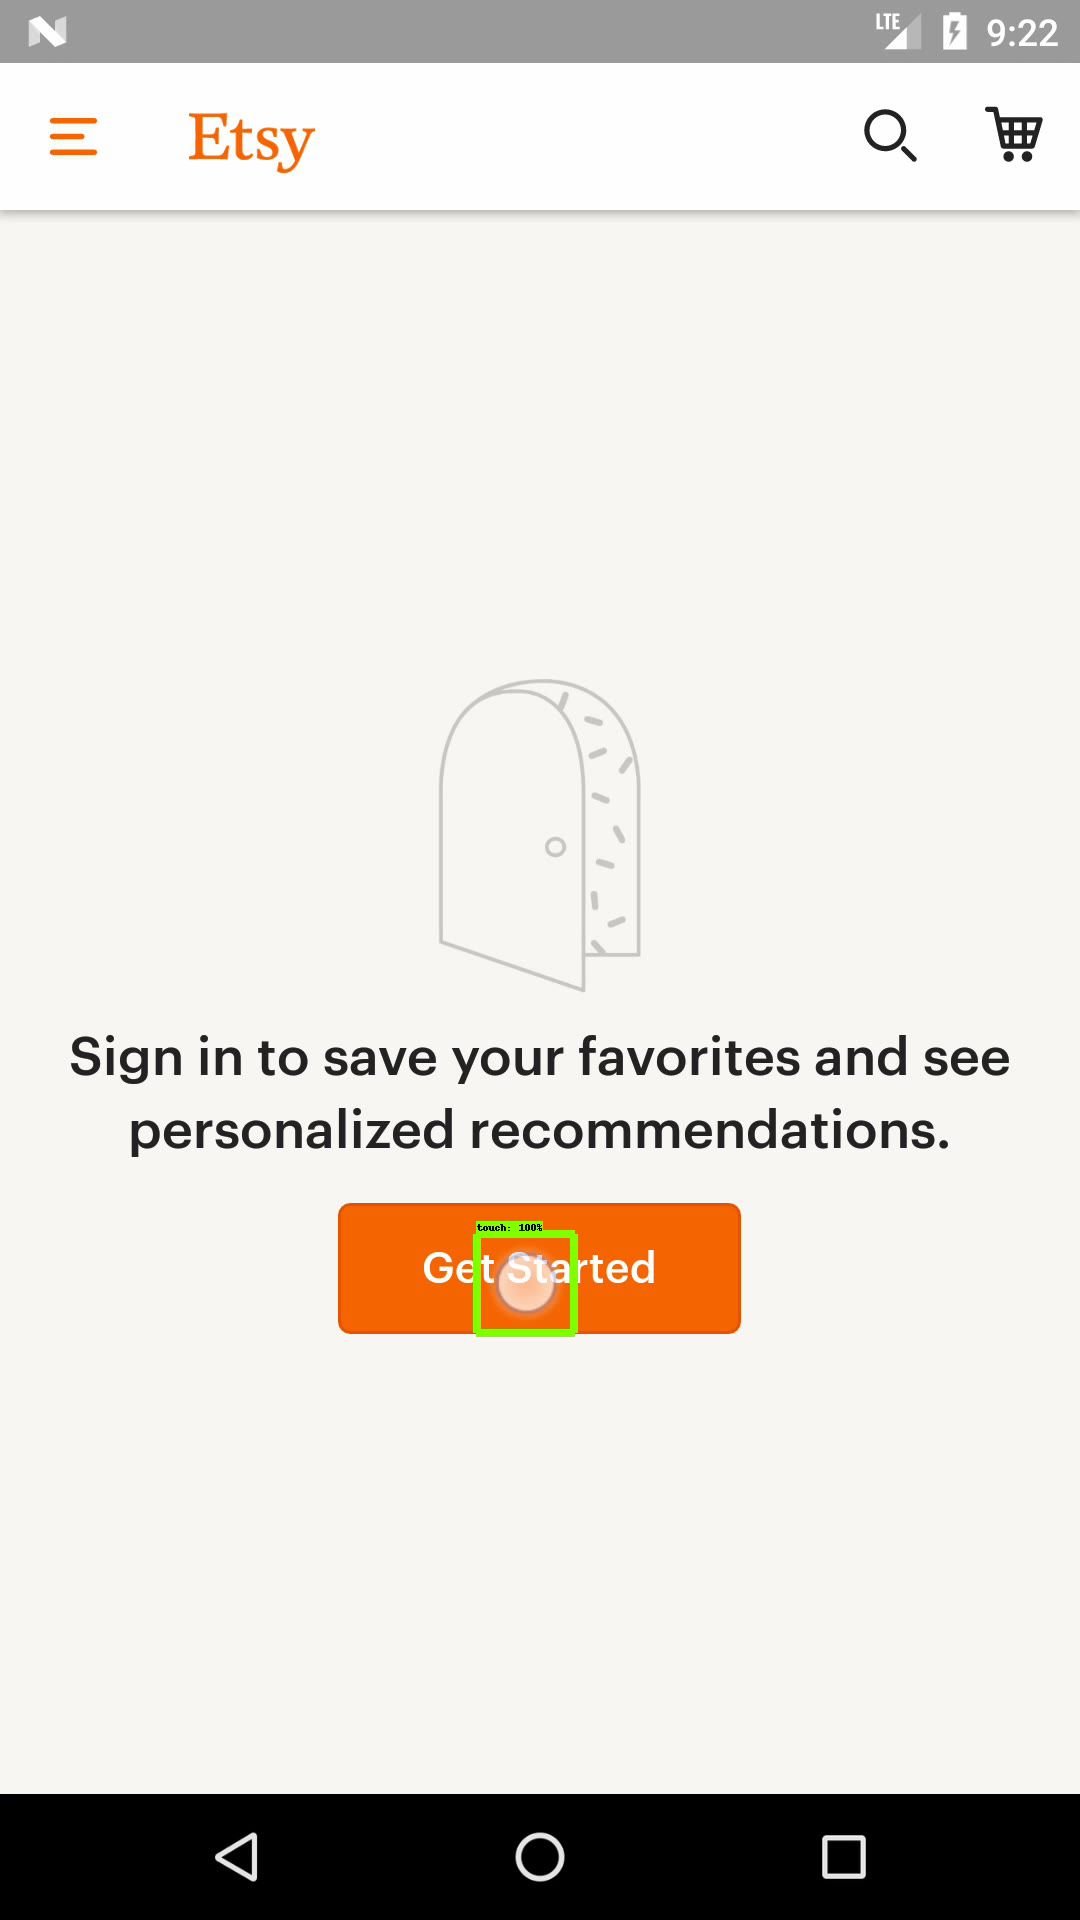 LTE 9:22
Etsy
Sign in to save your favorites and see
personalized recommendations.
touch: 100%
Get Started